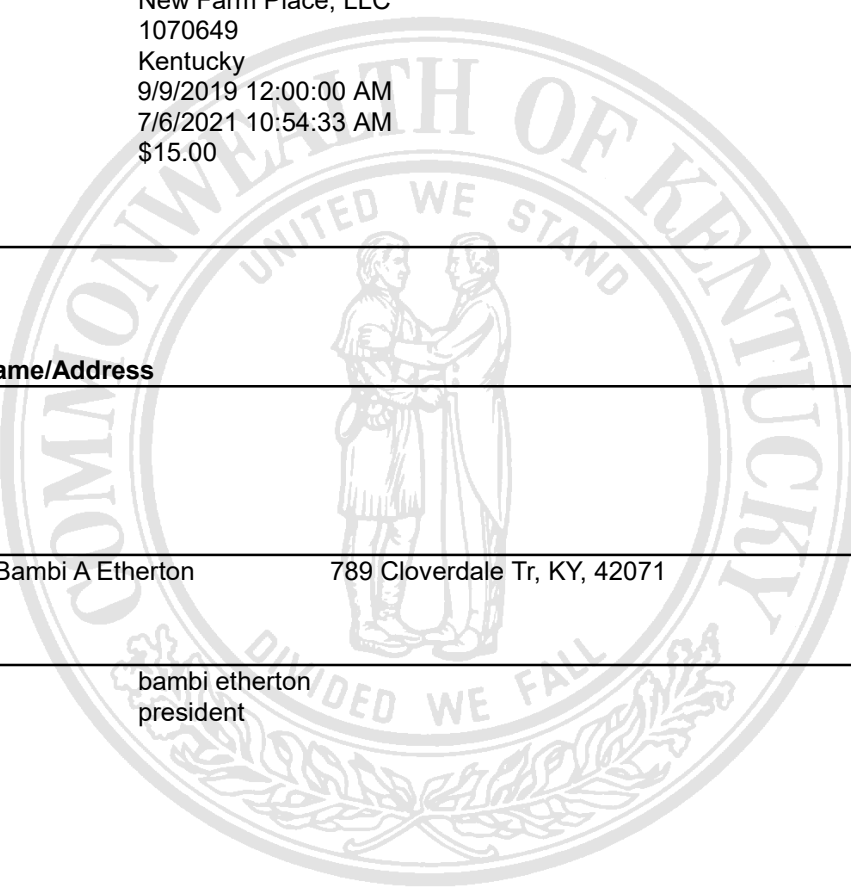 New Farm Place, LLC
1070649
Kentucky
9/9/2019 12:00:00 AM
7/6/2021 10:54:33 AM
$15.00
COMMONWEALTH OF KENTUCKY
UNITED WE STAND
ame/Address
Bambi A Etherton 789 Cloverdale Tr, KY, 42071
DIVIDED WE FALL
bambi etherton
president